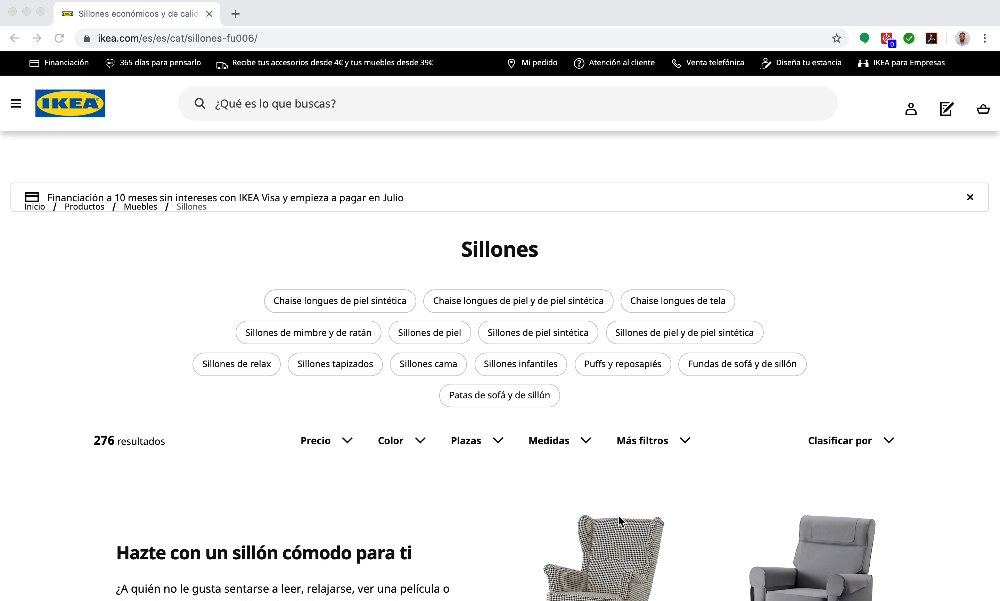 Sillones económicos y de calid
ikea.com/es/es/cat/sillones-fu006/
0
Financiación 365 días para pensarlo Recibe tus accesorios desde 4€ y tus muebles desde 39€ Mi pedido Atención al cliente Venta telefónica Diseña tu estancia IKEA para Empresas
IKEA ¿Qué es lo que buscas?
Financiación a 10 meses sin intereses con IKEA Visa y empieza a pagar en Julio
Inicio / Productos / Muebles / Sillones
Sillones
Chaise longues de piel sintética Chaise longues de piel y de piel sintética Chaise longues de tela
Sillones de mimbre y de ratán Sillones de piel Sillones de piel sintética Sillones de piel y de piel sintética
Sillones de relax Sillones tapizados Sillones cama Sillones infantiles Puffs y reposapiés Fundas de sofá y de sillón
Patas de sofá y de sillón
276 resultados Precio Color Plazas Medidas Más filtros Clasificar por
Hazte con un sillón cómodo para ti
¿A quién no le gusta sentarse a leer, relajarse, ver una película o